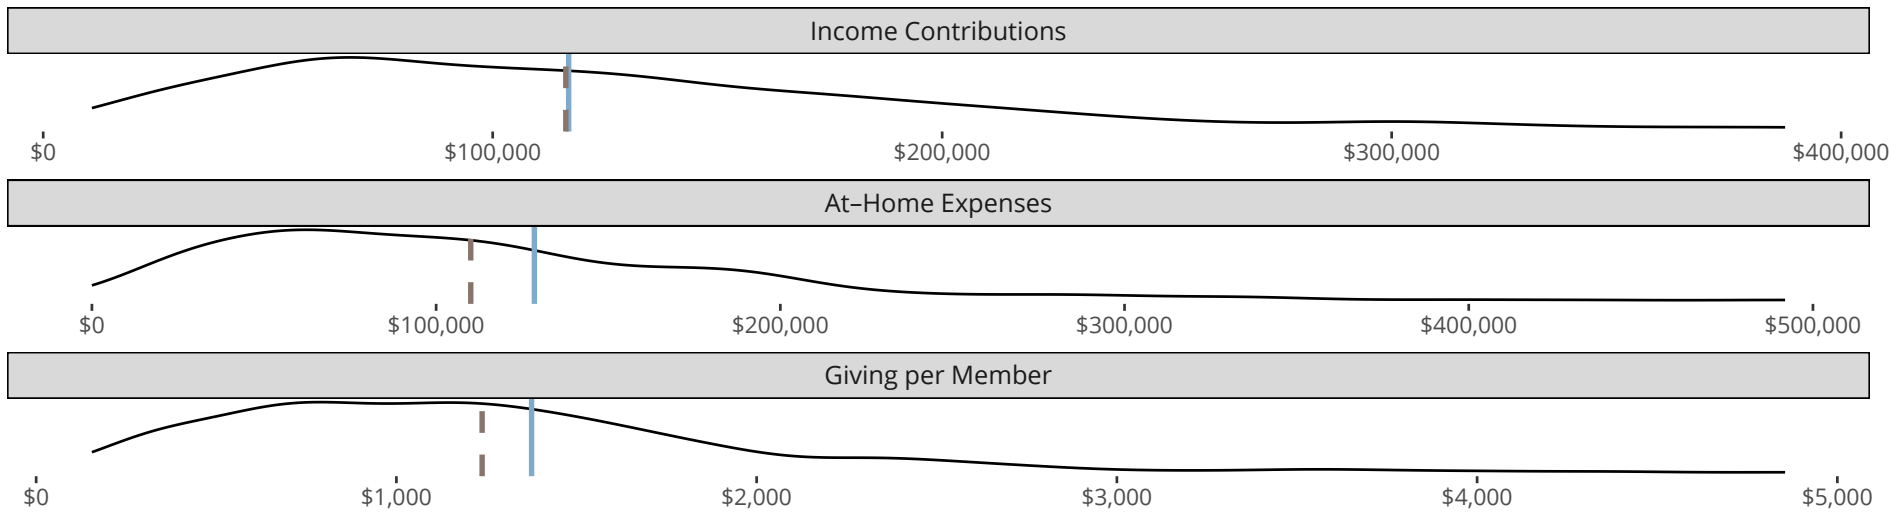 Income Contributions
$0 $100,000 $200,000 $300,000 $400,000
At–Home Expenses
$0 $100,000 $200,000 $300,000 $400,000 $500,000
Giving per Member
$0 $1,000 $2,000 $3,000 $4,000 $5,000